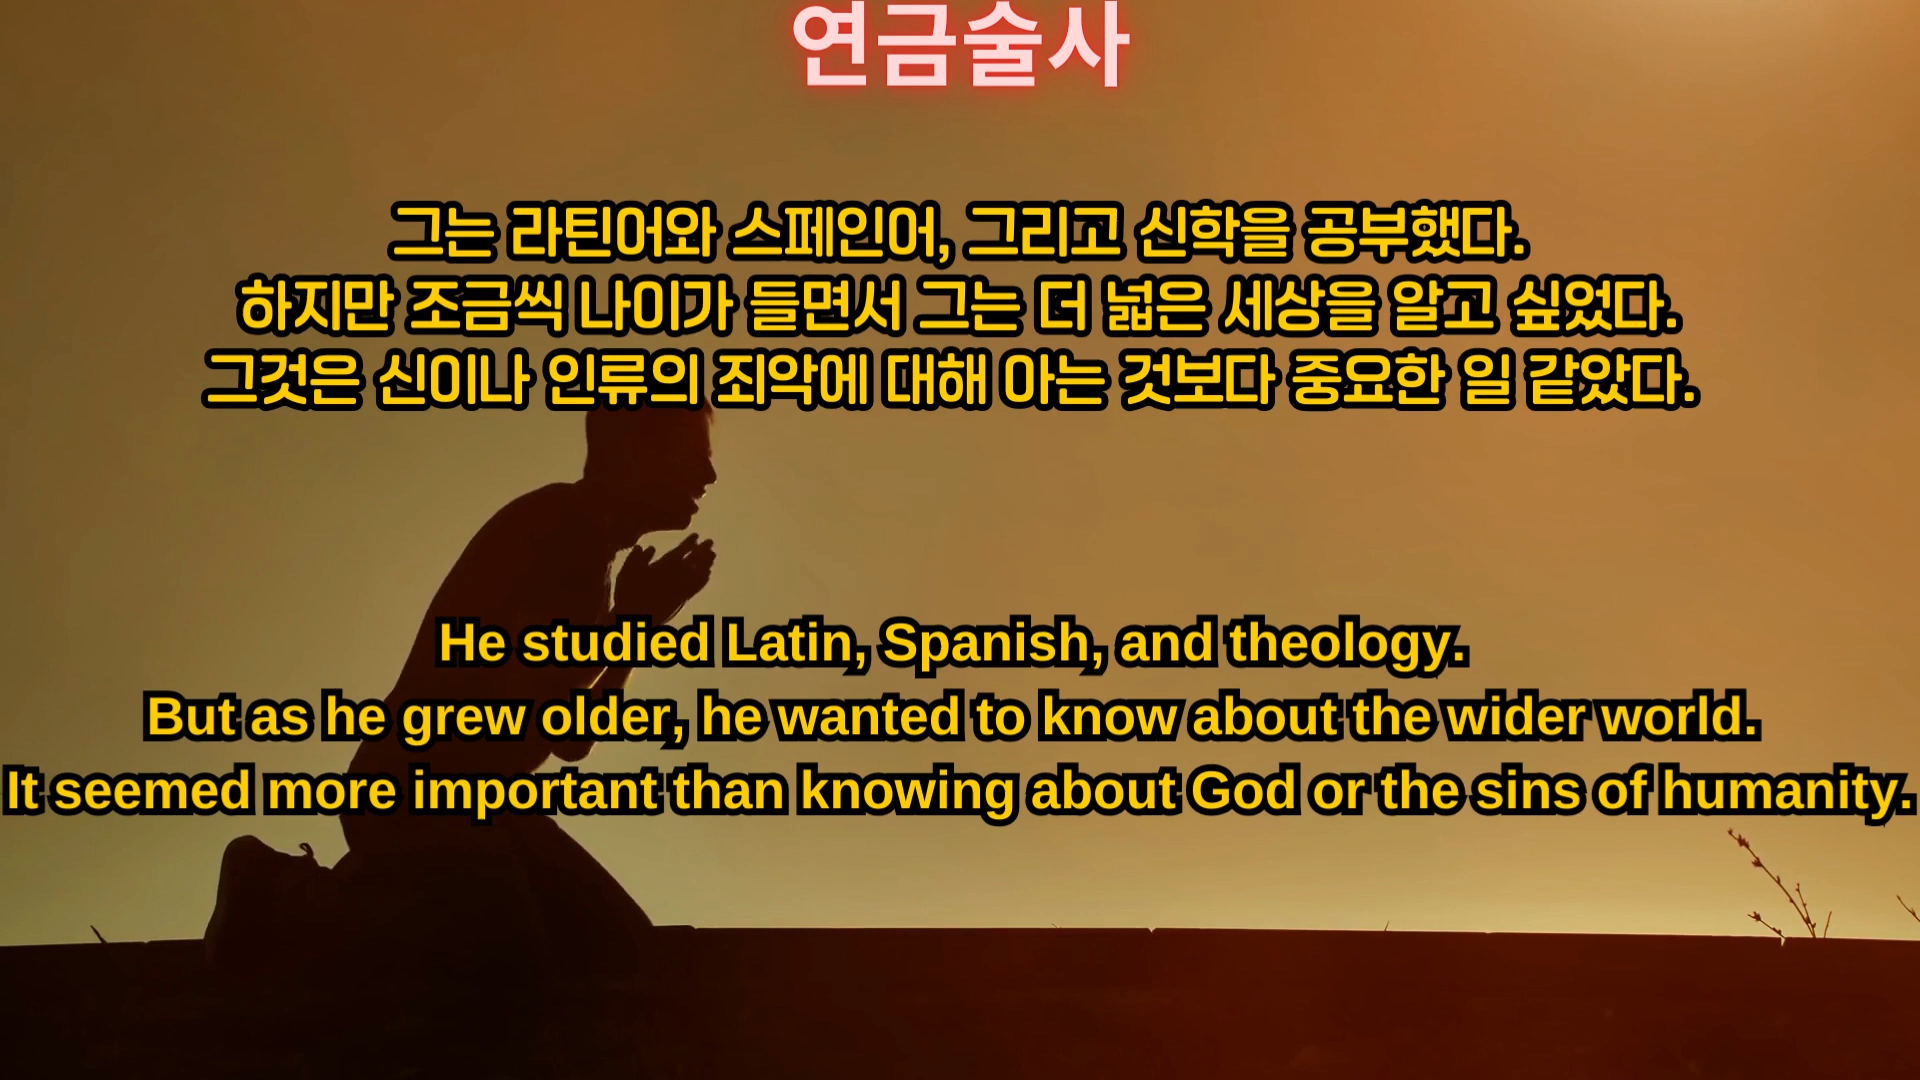 연금술사
그는 라틴어와 스페인어, 그리고 신학을 공부했다.
하지만 조금씩 나이가 들면서 그는 더 넓은 세상을 알고 싶었다.
그것은 신이나 인류의 죄악에 대해 아는 것보다 중요한 일 같았다.
He studied Latin, Spanish, and theology.
But as he grew older, he wanted to know about the wider world.
It seemed more important than knowing about God or the sins of humanity.